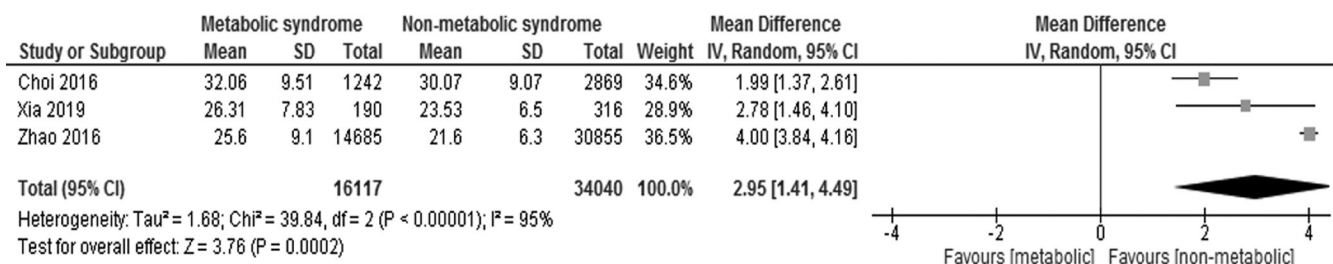 Metabolic syndrome Non-metabolic syndrome Mean Difference Mean Difference
Study or Subgroup Mean SD Total Mean SD Total Weight IV, Random, 95% CI IV, Random, 95% CI
Choi 2016 32.06 9.51 1242 30.07 9.07 2869 34.6% 1.99 [1.37, 2.61]
Xia 2019 26.31 7.83 190 23.53 6.5 316 28.9% 2.78 [1.46, 4.10]
Zhao 2016 25.6 9.1 14685 21.6 6.3 30855 36.5% 4.00 [3.84, 4.16]
Total (95% CI) 16117 34040 100.0% 2.95 [1.41, 4.49]
Heterogeneity: Tau² = 1.68; Chi² = 39.84, df = 2 (P < 0.00001); I² = 95%
Test for overall effect: Z = 3.76 (P = 0.0002)
-4 -2 0 2 4
Favours [metabolic] Favours [non-metabolic]